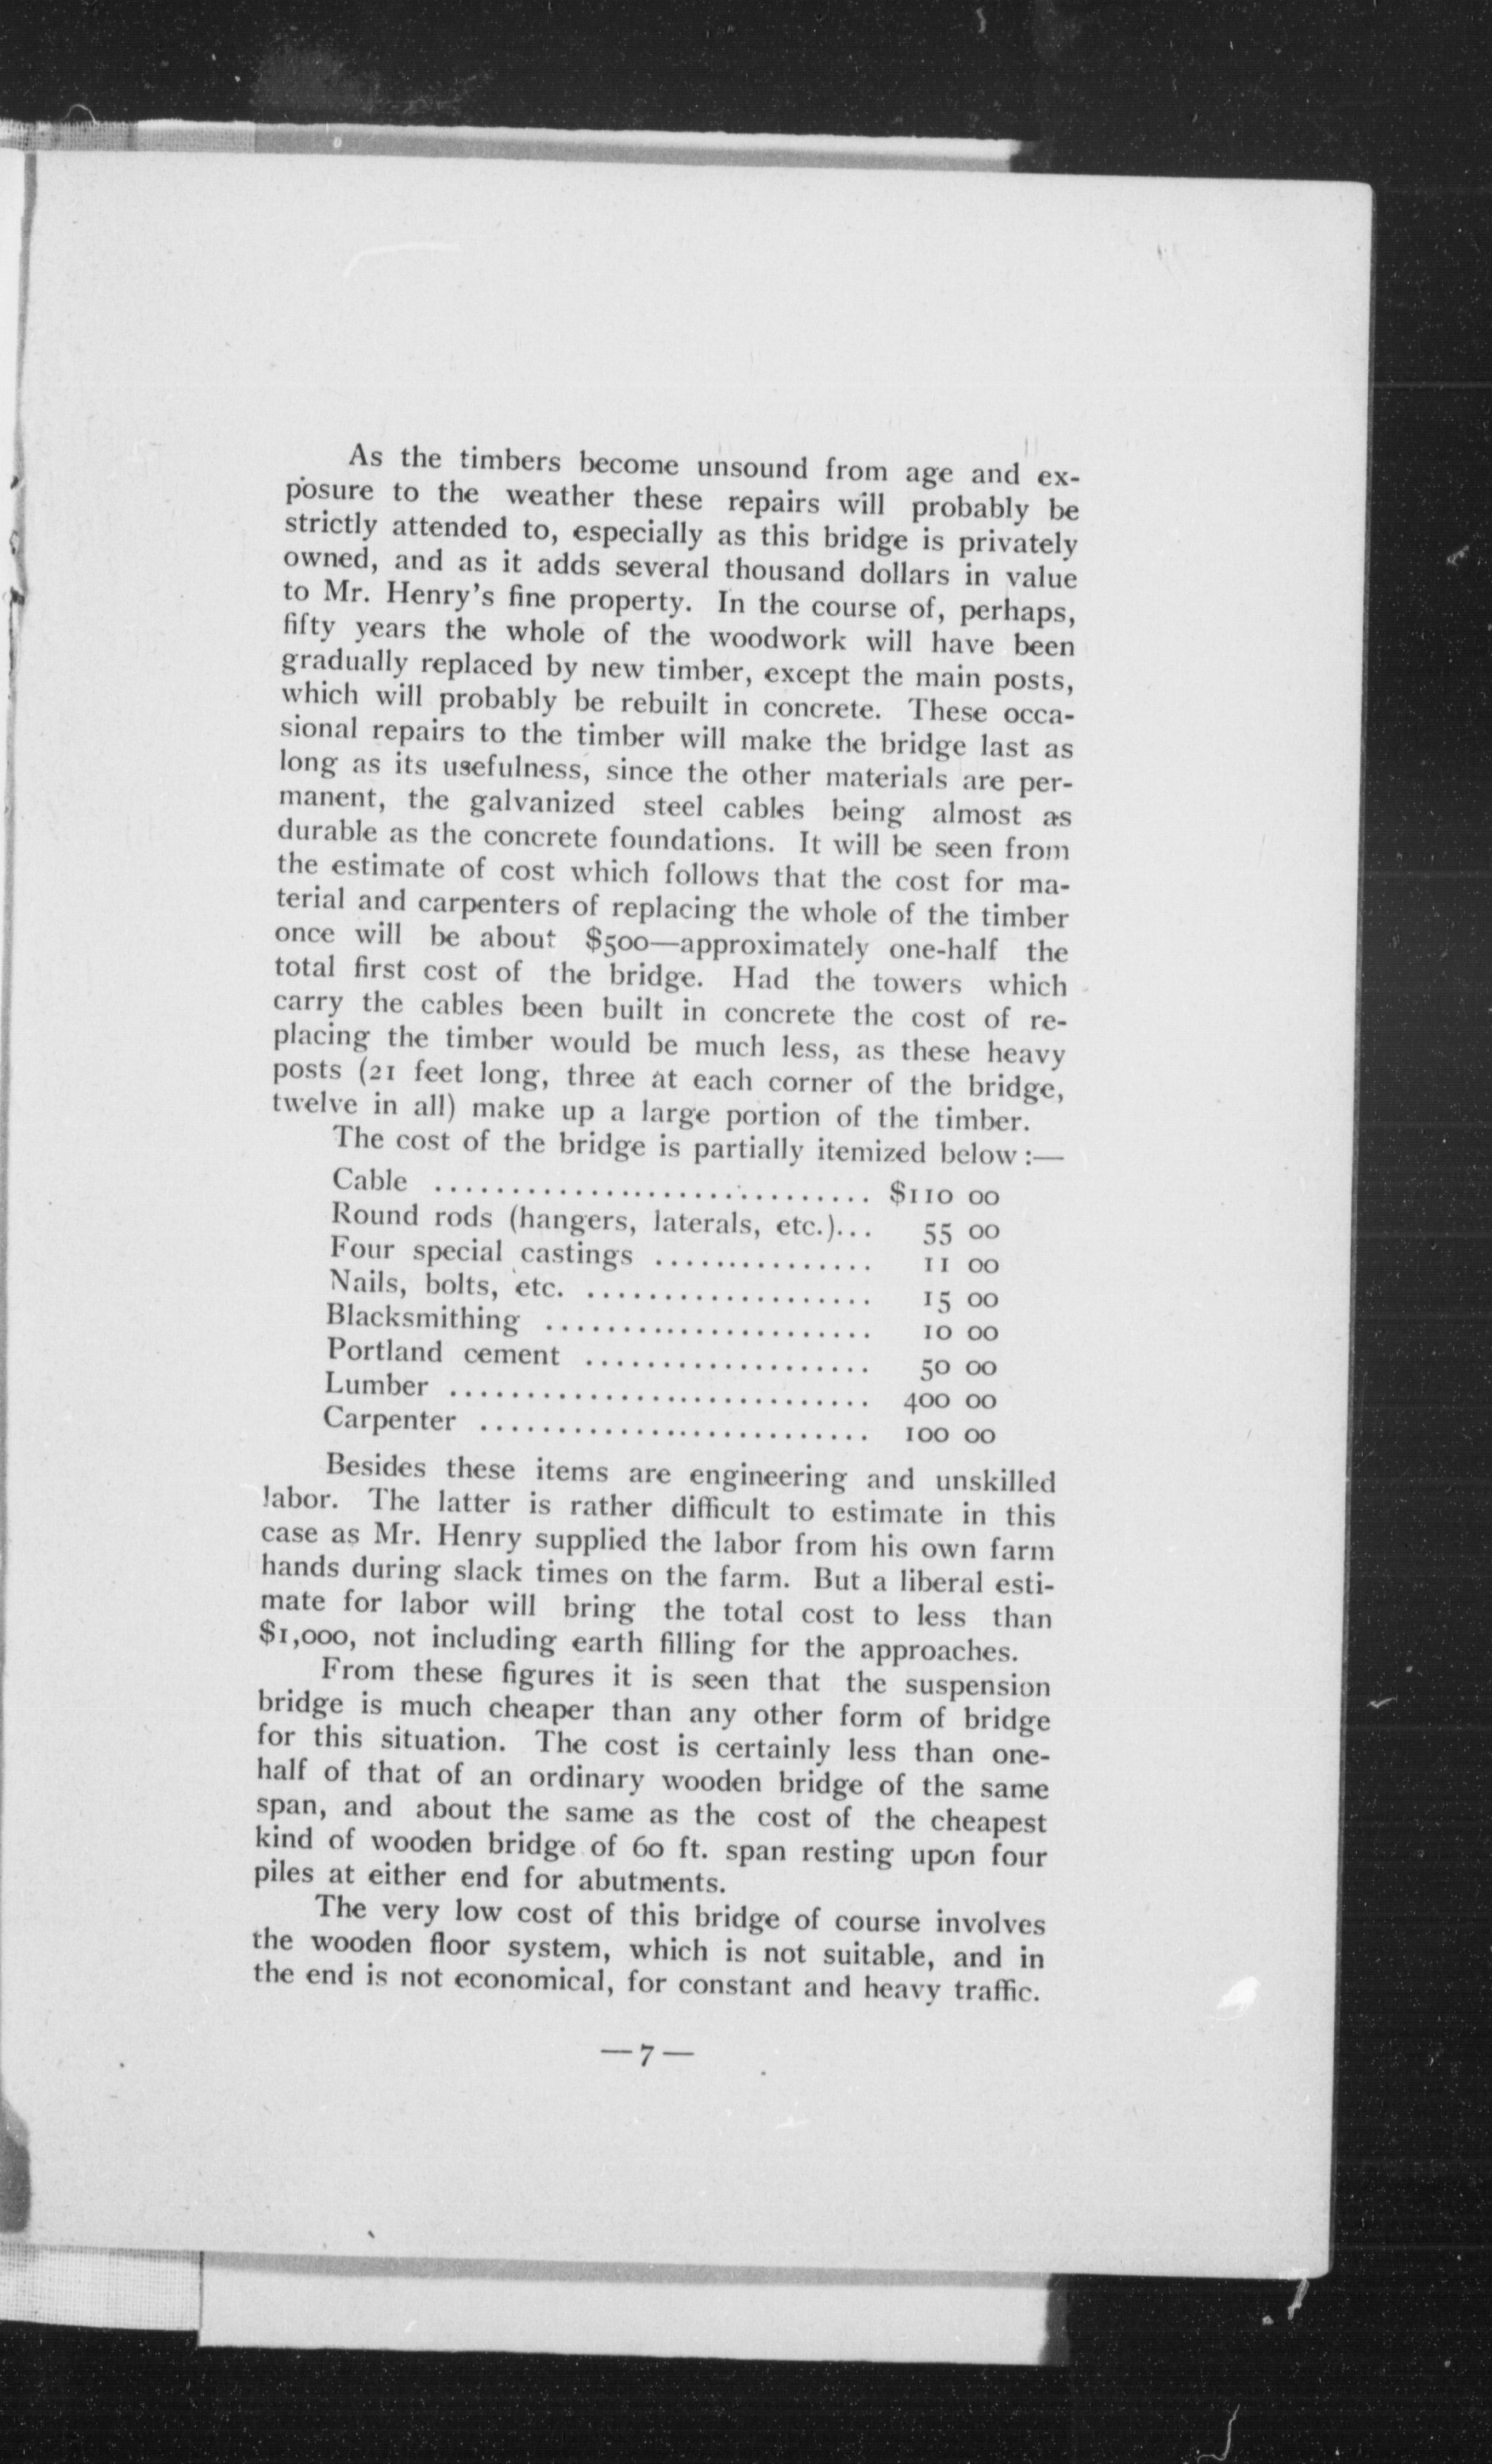 As the timbers become unsound from age and ex-
posure to the weather these repairs will probably be
strictly attended to, especially as this bridge is privately
owned, and as it adds several thousand dollars in value
to Mr. Henry's fine property. In the course of, perhaps,
fifty years the whole of the woodwork will have been
gradually replaced by new timber, except the main posts,
which will probably be rebuilt in concrete. These occa-
sional repairs to the timber will make the bridge last as
long as its usefulness, since the other materials are per-
manent, the galvanized steel cables being almost as
durable as the concrete foundations. It will be seen from
the estimate of cost which follows that the cost for ma-
terial and carpenters of replacing the whole of the timber
once will be about $500—approximately one-half the
total first cost of the bridge. Had the towers which
carry the cables been built in concrete the cost of re-
placing the timber would be much less, as these heavy
posts (21 feet long, three at each corner of the bridge,
twelve in all) make up a large portion of the timber.
The cost of the bridge is partially itemized below:—
Cable .............................. $110 00
Round rods (hangers, laterals, etc.)... 55 00
Four special castings ............... 11 00
Nails, bolts, etc. ................... 15 00
Blacksmithing ...................... 10 00
Portland cement ................... 50 00
Lumber ............................ 400 00
Carpenter .......................... 100 00
Besides these items are engineering and unskilled
labor. The latter is rather difficult to estimate in this
case as Mr. Henry supplied the labor from his own farm
hands during slack times on the farm. But a liberal esti-
mate for labor will bring the total cost to less than
$1,000, not including earth filling for the approaches.
From these figures it is seen that the suspension
bridge is much cheaper than any other form of bridge
for this situation. The cost is certainly less than one-
half of that of an ordinary wooden bridge of the same
span, and about the same as the cost of the cheapest
kind of wooden bridge of 60 ft. span resting upon four
piles at either end for abutments.
The very low cost of this bridge of course involves
the wooden floor system, which is not suitable, and in
the end is not economical, for constant and heavy traffic.
— 7 —